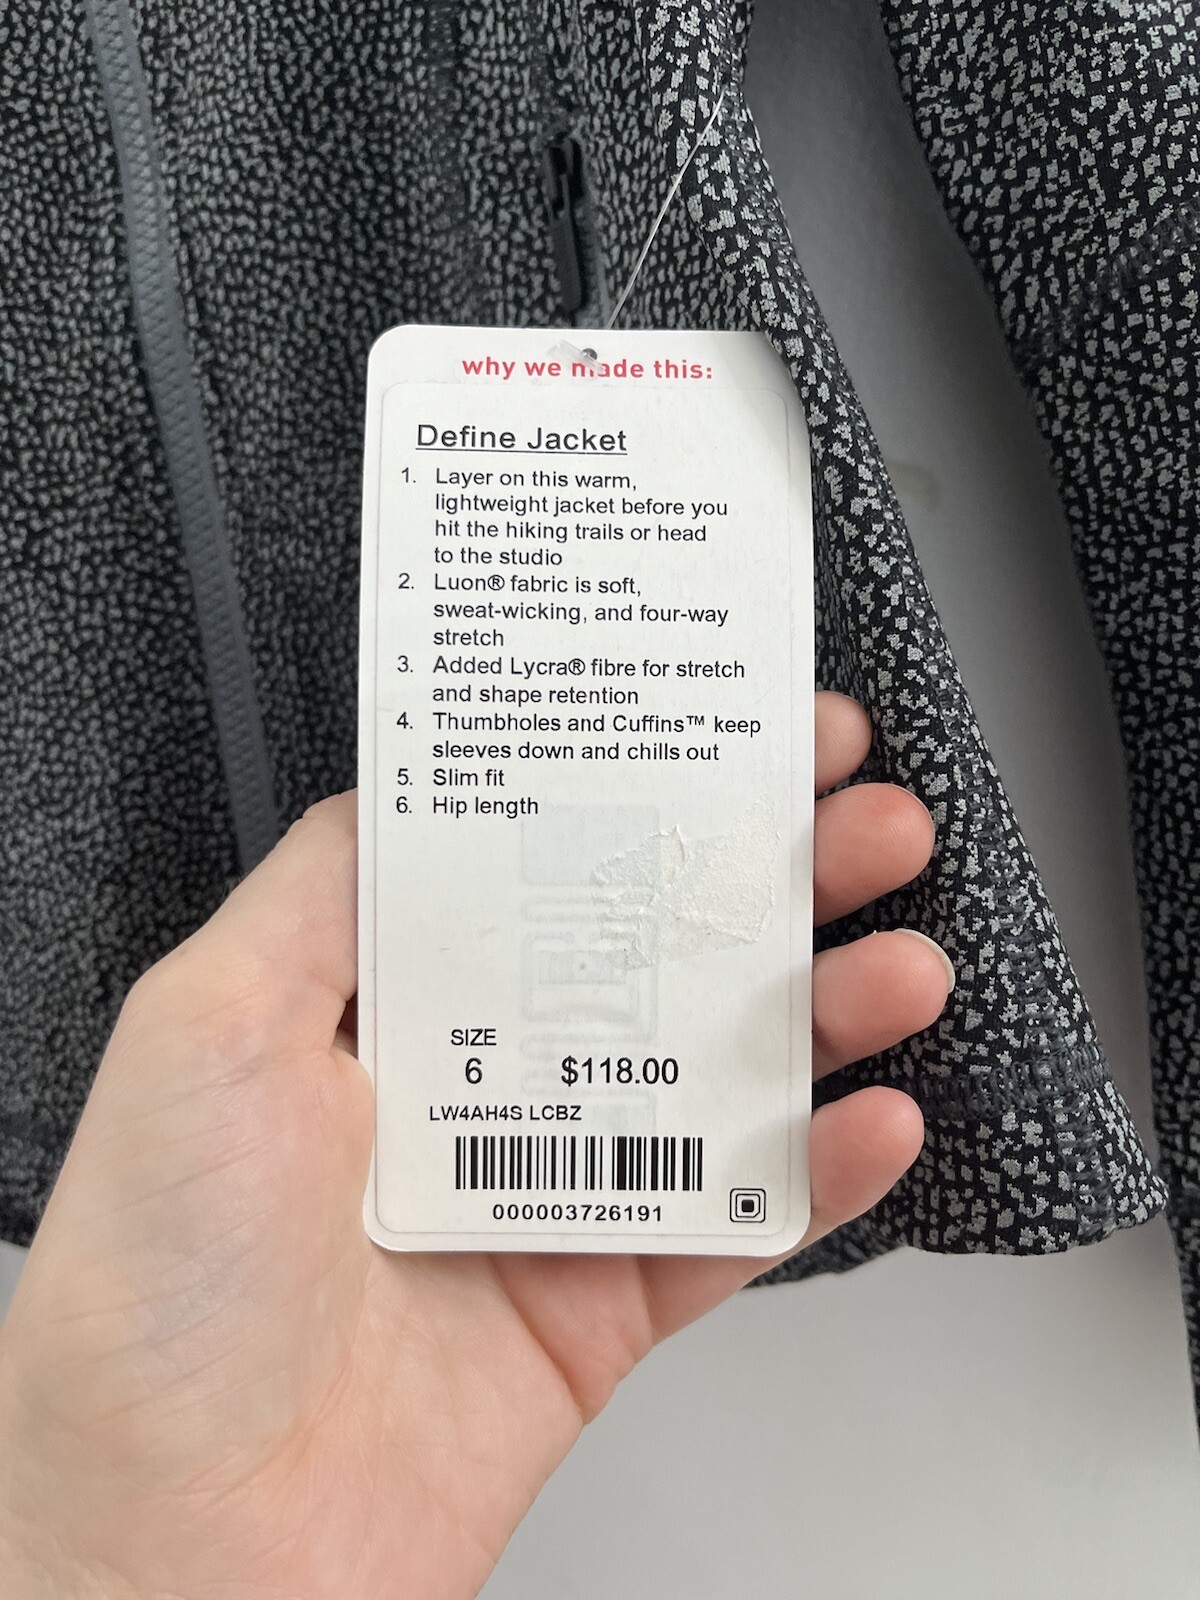 why we made this:
Define Jacket
1. Layer on this warm,
lightweight jacket before you
hit the hiking trails or head
to the studio
2. Luon® fabric is soft,
sweat-wicking, and four-way
stretch
3. Added Lycra® fibre for stretch
and shape retention
4. Thumbholes and Cuffins™ keep
sleeves down and chills out
5. Slim fit
6. Hip length
SIZE
6 $118.00
LW4AH4S LCBZ
000003726191